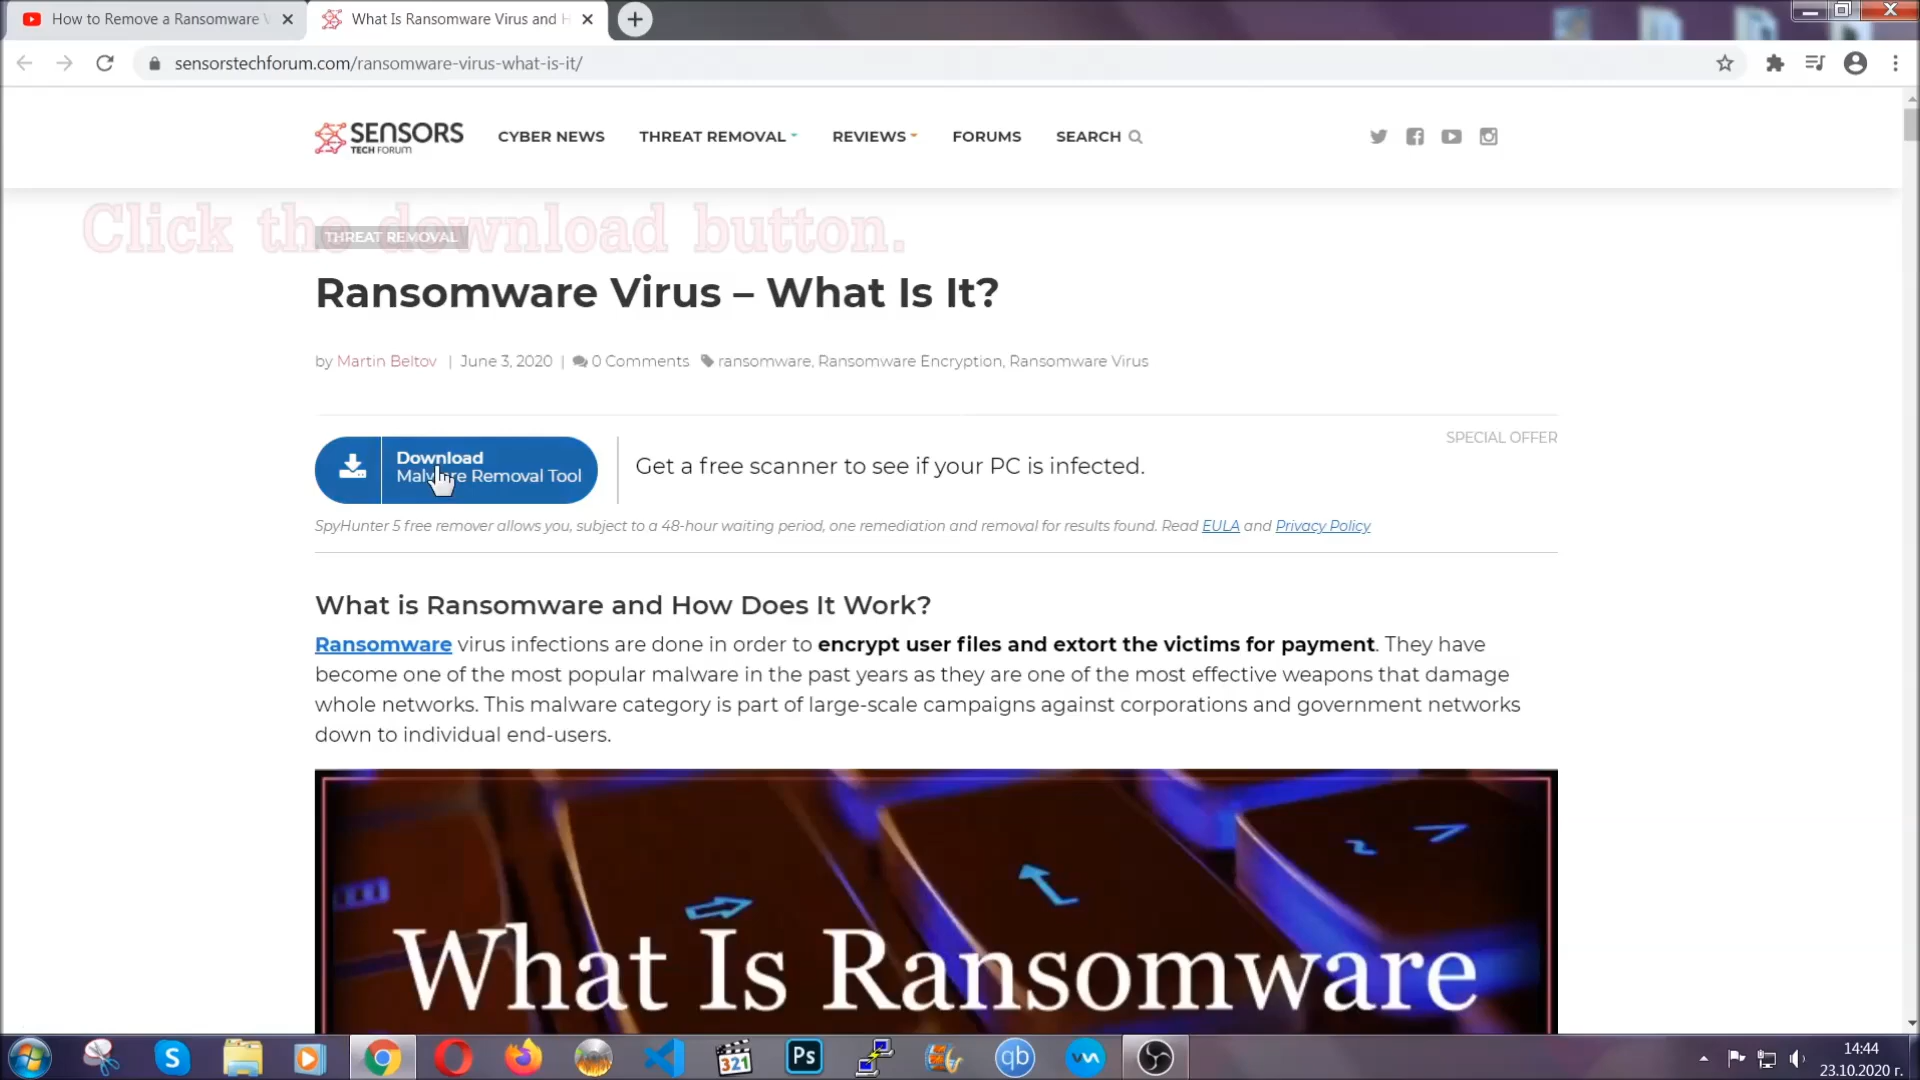 How to Remove a Ransomware
What Is Ransomware Virus and H
sensorstechforum.com/ransomware-virus-what-is-it/
SENSORS
TECH FORUM
CYBER NEWS
THREAT REMOVAL
REVIEWS
FORUMS
SEARCH
Click the download button.
THREAT REMOVAL
Ransomware Virus – What Is It?
by Martin Beltov | June 3, 2020 | 0 Comments ransomware, Ransomware Encryption, Ransomware Virus
SPECIAL OFFER
Download
Malware Removal Tool
Get a free scanner to see if your PC is infected.
SpyHunter 5 free remover allows you, subject to a 48-hour waiting period, one remediation and removal for results found. Read EULA and Privacy Policy
What is Ransomware and How Does It Work?
Ransomware virus infections are done in order to encrypt user files and extort the victims for payment. They have
become one of the most popular malware in the past years as they are one of the most effective weapons that damage
whole networks. This malware category is part of large-scale campaigns against corporations and government networks
down to individual end-users.
What Is Ransomware
321
Ps
qb
14:44
23.10.2020 г.